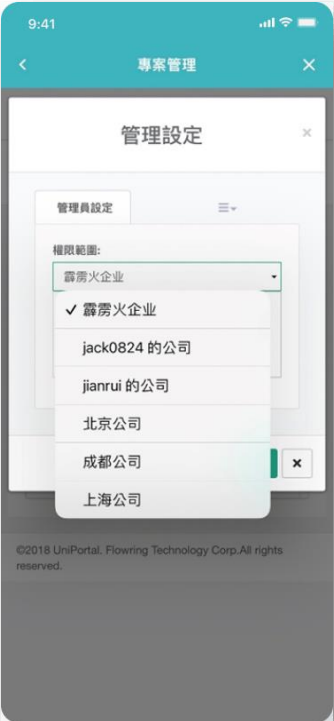 9:41
專案管理
管理設定
管理員設定
權限範圍:
霹雳火企业
霹雳火企业
jack0824 的公司
jianrui 的公司
北京公司
成都公司
上海公司
©2018 UniPortal. Flowring Technology Corp.All rights
reserved.